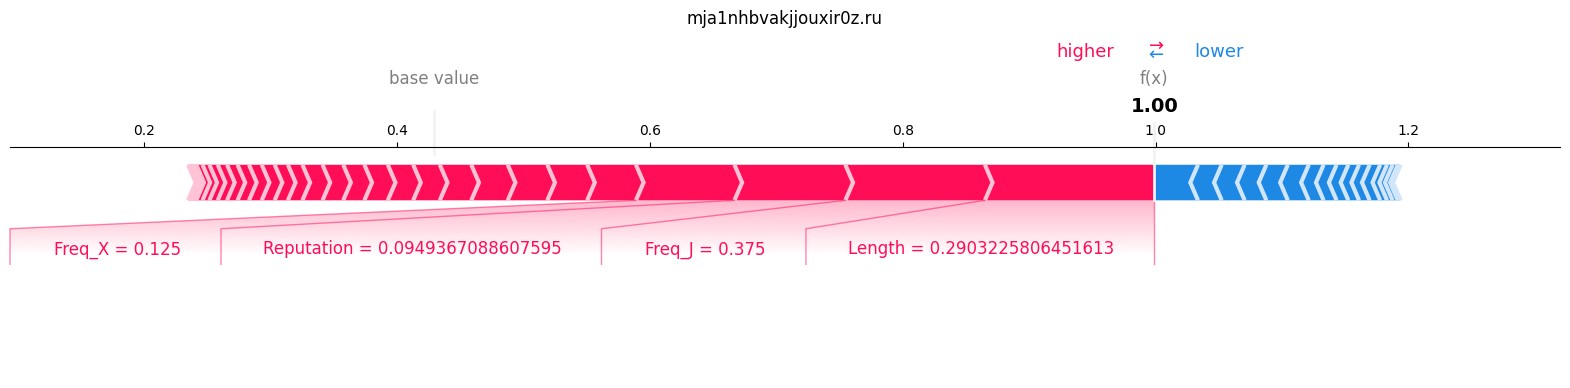 mja1nhbvakjjouxir0z.ru
higher ⇄ lower
base value f(x)
1.00
0.2 0.4 0.6 0.8 1.0 1.2
Freq_X = 0.125 Reputation = 0.0949367088607595 Freq_J = 0.375 Length = 0.2903225806451613